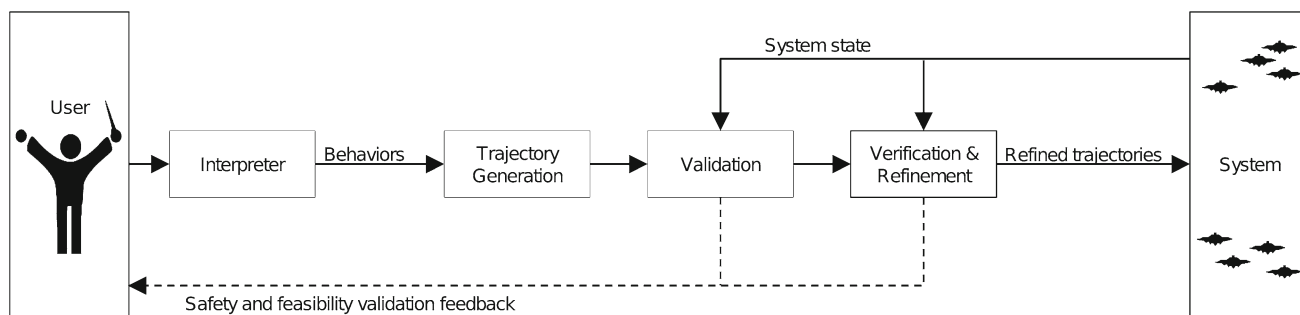 System state
User
Interpreter
Behaviors
Trajectory
Generation
Validation
Verification &
Refinement
Refined trajectories
System
Safety and feasibility validation feedback